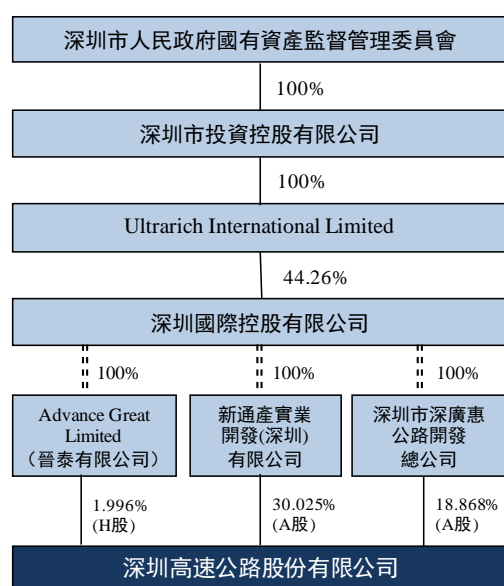 深圳市人民政府國有資產監督管理委員會
100%
深圳市投資控股有限公司
100%
Ultrarich International Limited
44.26%
深圳國際控股有限公司
100%
100%
100%
Advance Great
Limited
（晉泰有限公司）
新通產實業
開發(深圳)
有限公司
深圳市深廣惠
公路開發
總公司
1.996%
(H股)
30.025%
(A股)
18.868%
(A股)
深圳高速公路股份有限公司